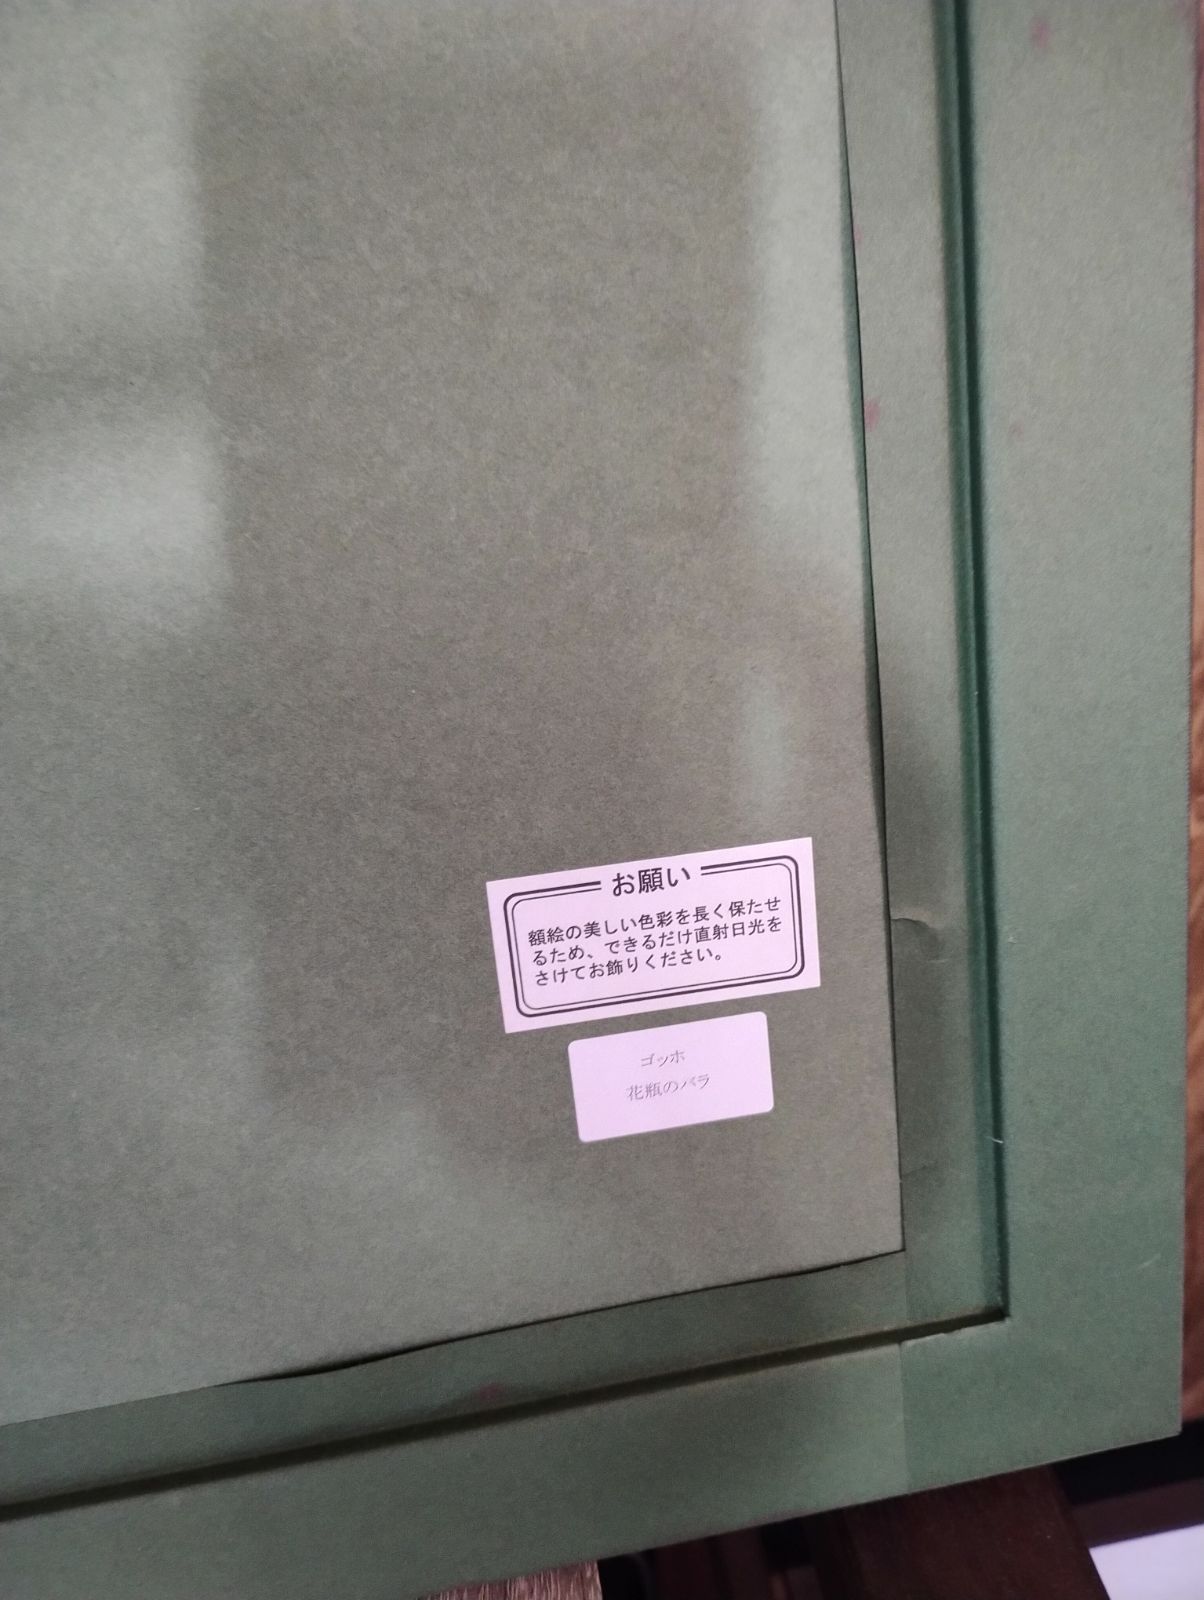 お願い
額絵の美しい色彩を長く保たせ
るため、できるだけ直射日光を
さけてお飾りください。
ゴッホ
花瓶のバラ